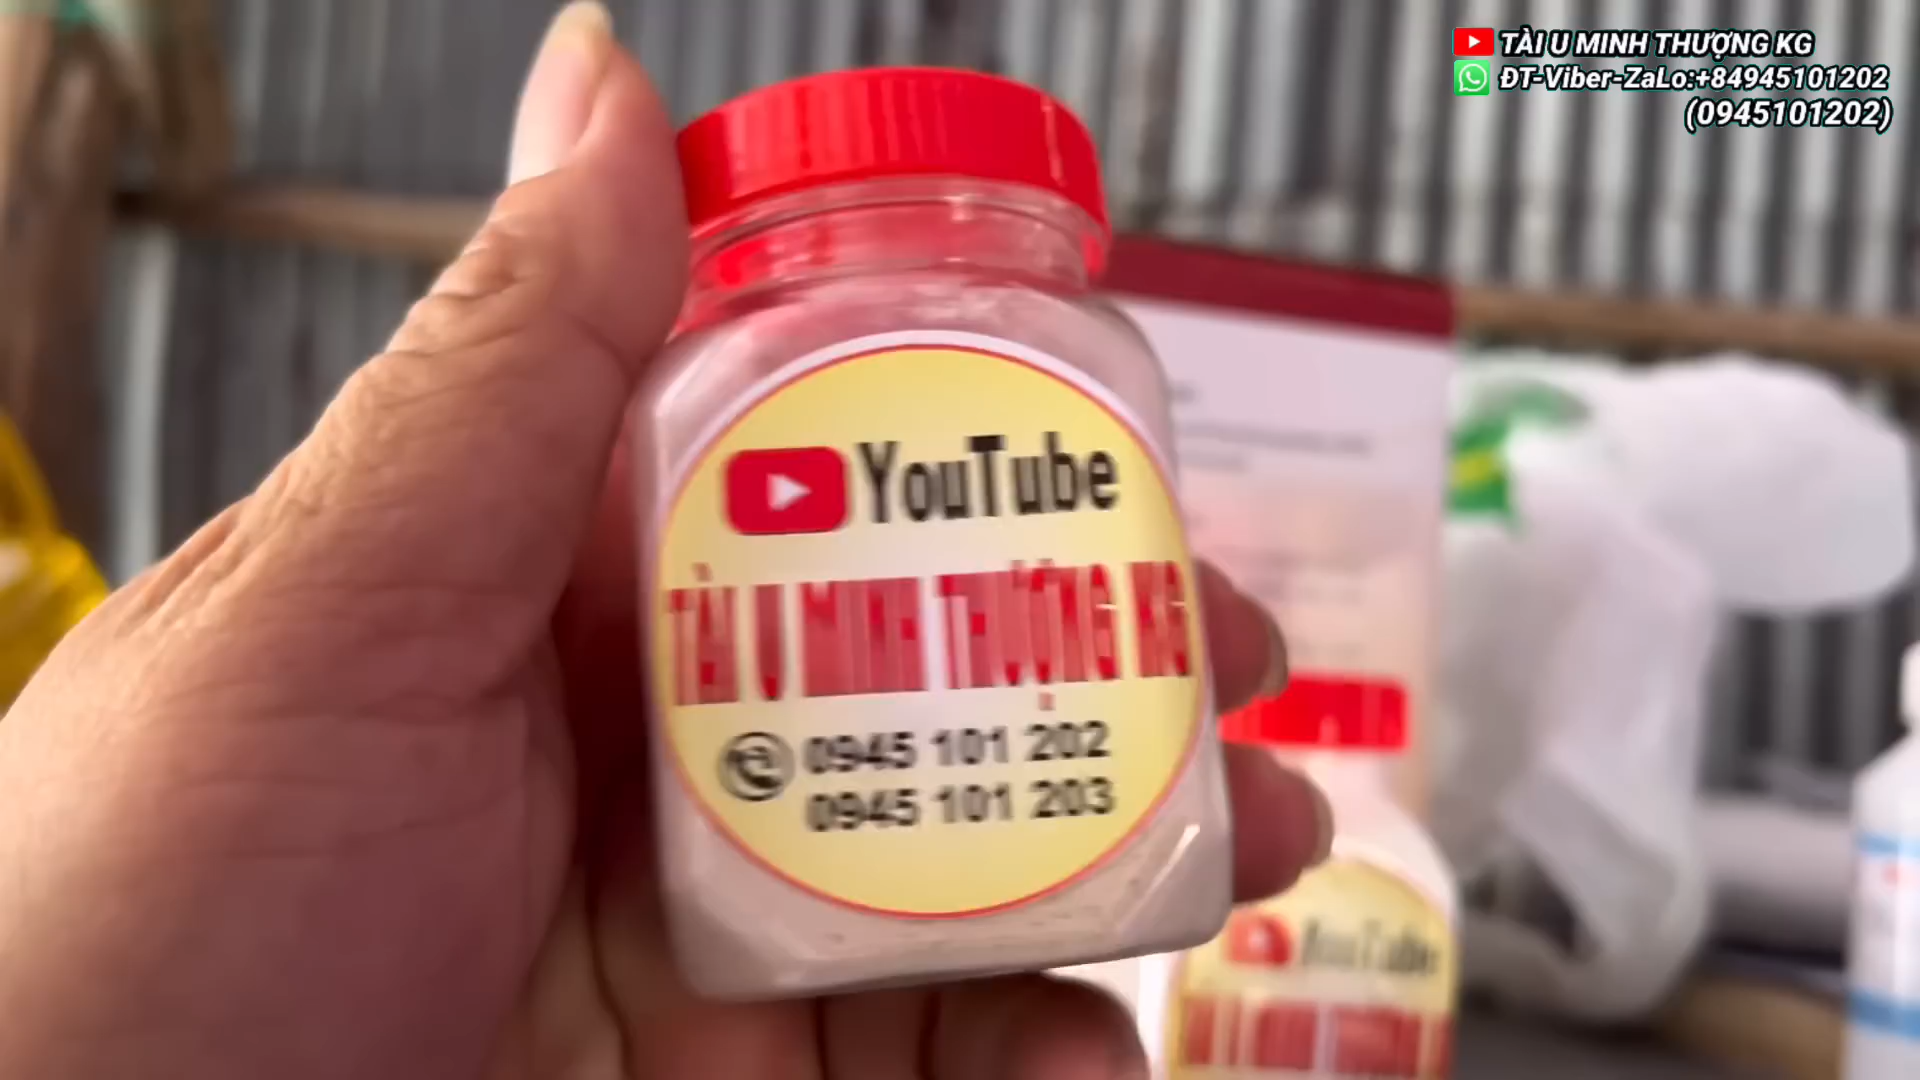 TÀI U MINH THƯỢNG KG
ĐT-Viber-ZaLo:+84945101202
(0945101202)
YouTube
TÀI U MINH THƯỢNG KG
0945 101 202
0945 101 203
YouTube